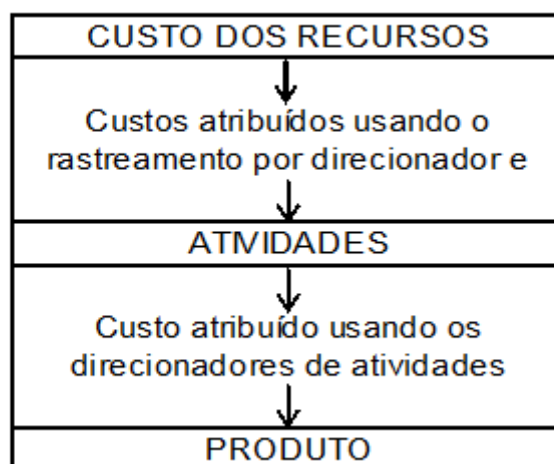 CUSTO DOS RECURSOS
Custos atribuídos usando o
rastreamento por direcionador e
ATIVIDADES
Custo atribuído usando os
direcionadores de atividades
PRODUTO